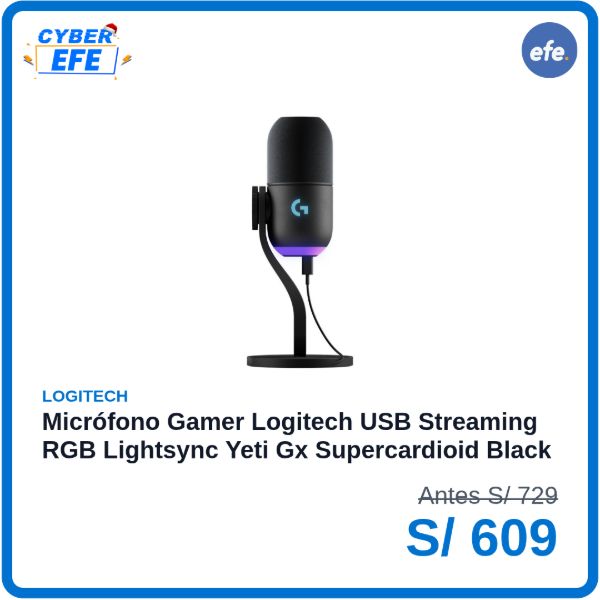 CYBER
EFE
efe.
G
LOGITECH
Micrófono Gamer Logitech USB Streaming
RGB Lightsync Yeti Gx Supercardioid Black
Antes S/ 729
S/ 609